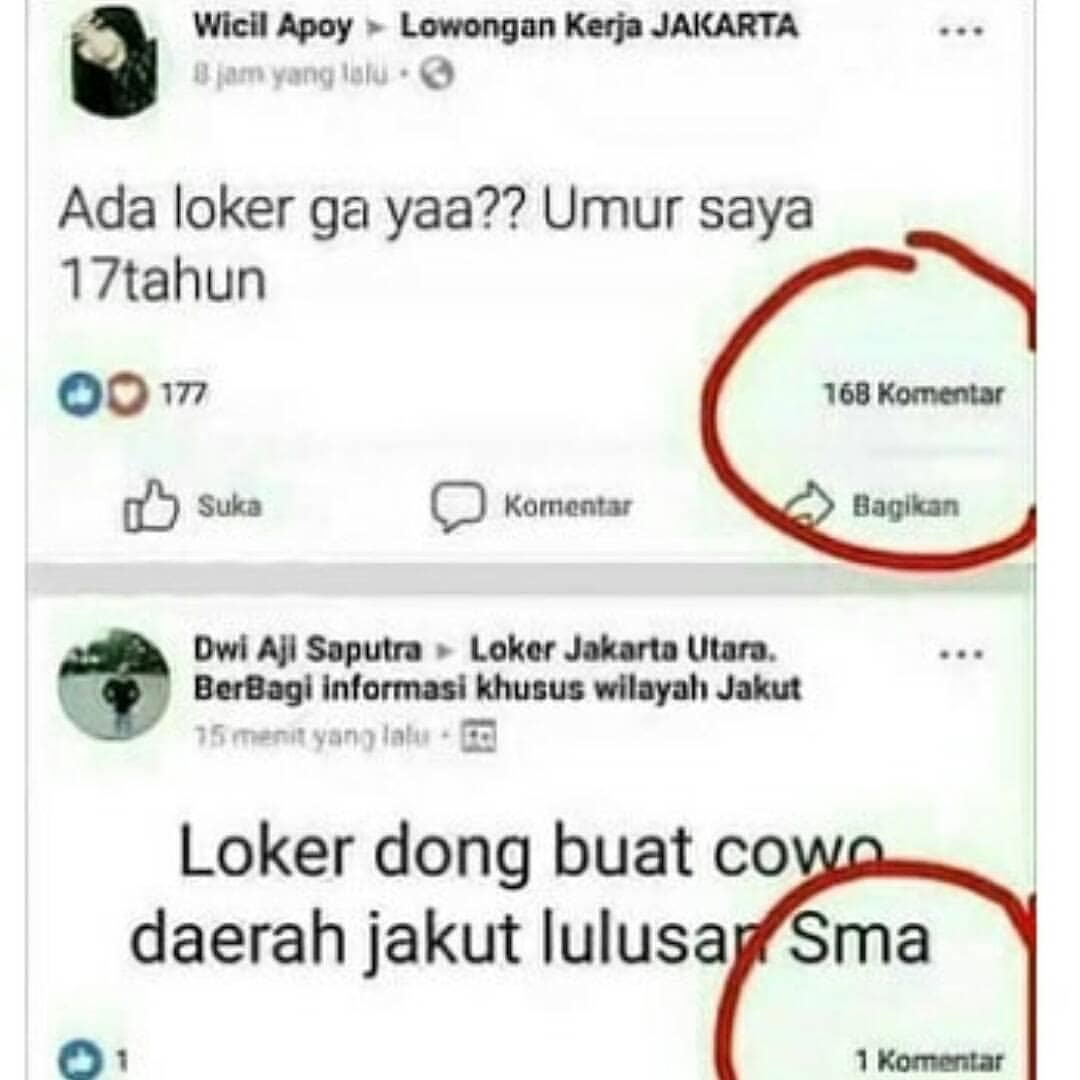 Wicil Apoy ▸ Lowongan Kerja JAKARTA
8 jam yang lalu ·
Ada loker ga yaa?? Umur saya
17tahun
177
168 Komentar
Suka
Komentar
Bagikan
Dwi Aji Saputra ▸ Loker Jakarta Utara.
BerBagi informasi khusus wilayah Jakut
15 menit yang lalu ·
Loker dong buat cowo
daerah jakut lulusan Sma
1
1 Komentar